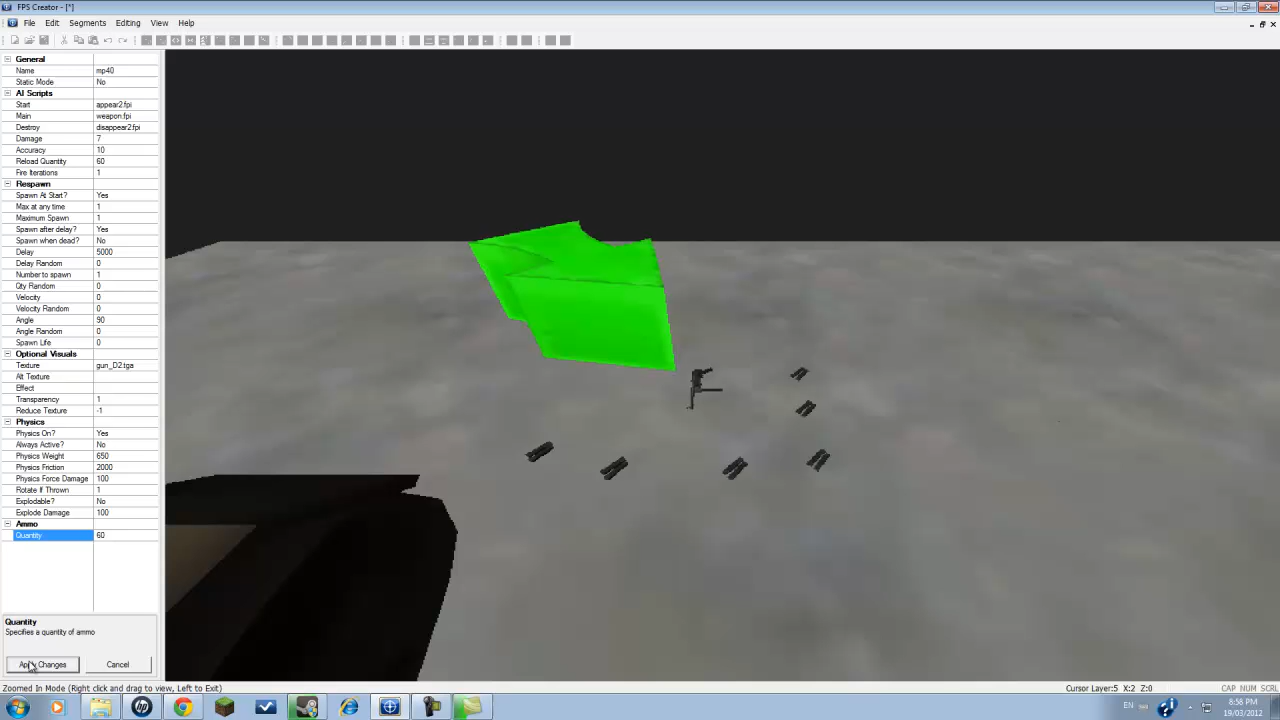 FPS Creator - [*]
File Edit Segments Editing View Help
General
Name mp40
Static Mode No
AI Scripts
Start appear2.fpi
Main weapon.fpi
Destroy disappear2.fpi
Damage 7
Accuracy 10
Reload Quantity 60
Fire Iterations 1
Respawn
Spawn At Start? Yes
Max at any time 1
Maximum Spawn 1
Spawn after delay? Yes
Spawn when dead? No
Delay 5000
Delay Random 0
Number to spawn 1
Qty Random 0
Velocity 0
Velocity Random 0
Angle 90
Angle Random 0
Spawn Life 0
Optional Visuals
Texture gun_D2.tga
Alt Texture
Effect
Transparency 1
Reduce Texture -1
Physics
Physics On? Yes
Always Active? No
Physics Weight 650
Physics Friction 2000
Physics Force Damage 100
Rotate If Thrown 1
Explodable? No
Explode Damage 100
Ammo
Quantity 60
Quantity
Specifies a quantity of ammo
Apply Changes Cancel
Zoomed In Mode (Right click and drag to view, Left to Exit) Cursor Layer:5 X:2 Z:0 CAP NUM SCRL
EN 8:58 PM
19/03/2012